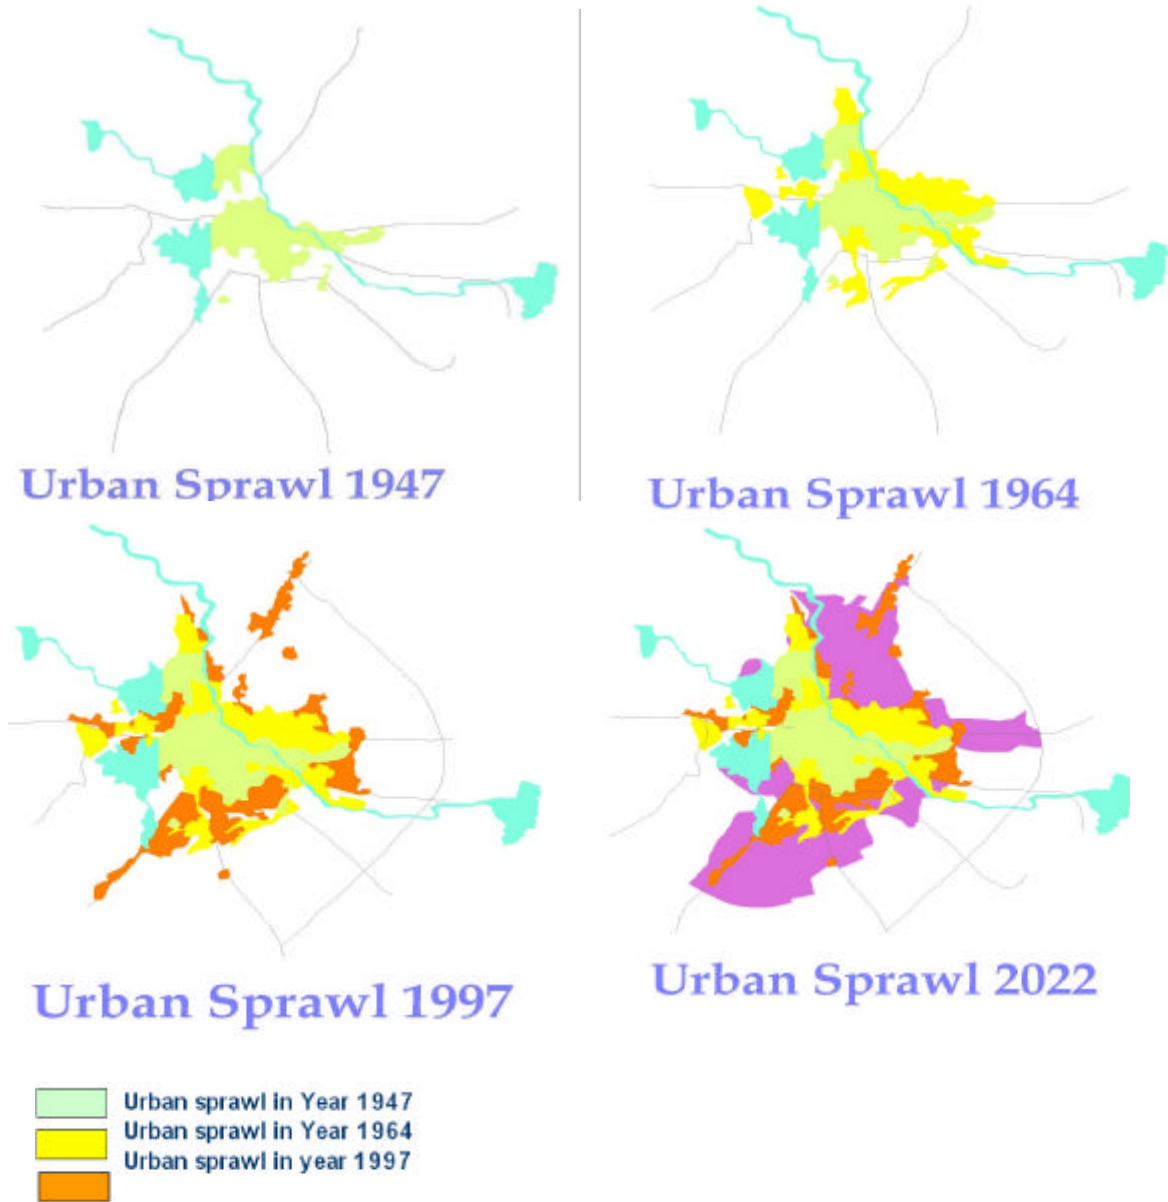 Urban Sprawl 1947
Urban Sprawl 1964
Urban Sprawl 1997
Urban Sprawl 2022
Urban sprawl in Year 1947
Urban sprawl in Year 1964
Urban sprawl in year 1997